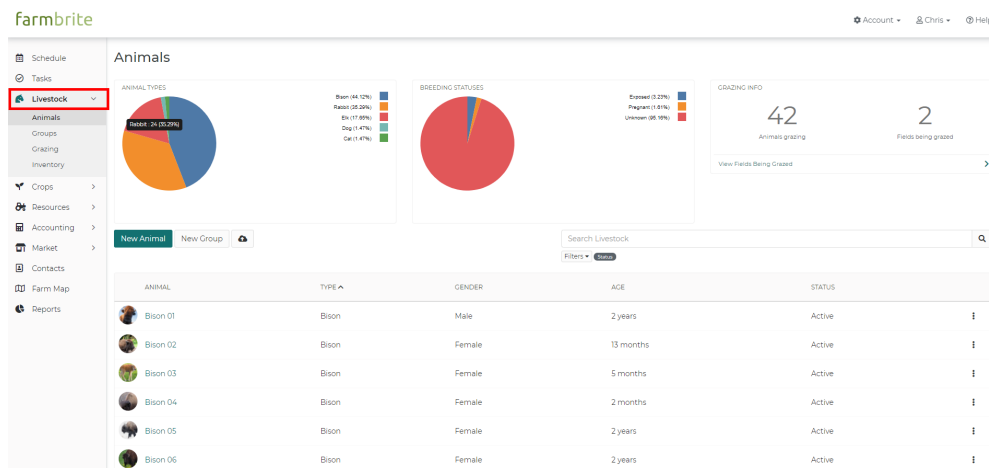 farmbrite
Account
Chris
Help
Schedule
Tasks
Livestock
Animals
Groups
Grazing
Inventory
Crops
Resources
Accounting
Market
Contacts
Farm Map
Reports
Animals
ANIMAL TYPES
Bison (44.12%)
Rabbit (35.29%)
Elk (17.65%)
Dog (1.47%)
Cat (1.47%)
Rabbit : 24 (35.29%)
BREEDING STATUSES
Exposed (3.23%)
Pregnant (1.61%)
Unknown (95.16%)
GRAZING INFO
42
Animals grazing
2
Fields being grazed
View Fields Being Grazed
New Animal New Group
Search Livestock
Filters Status
ANIMAL TYPE GENDER AGE STATUS
Bison 01 Bison Male 2 years Active
Bison 02 Bison Female 13 months Active
Bison 03 Bison Female 5 months Active
Bison 04 Bison Female 2 months Active
Bison 05 Bison Female 2 years Active
Bison 06 Bison Female 2 years Active